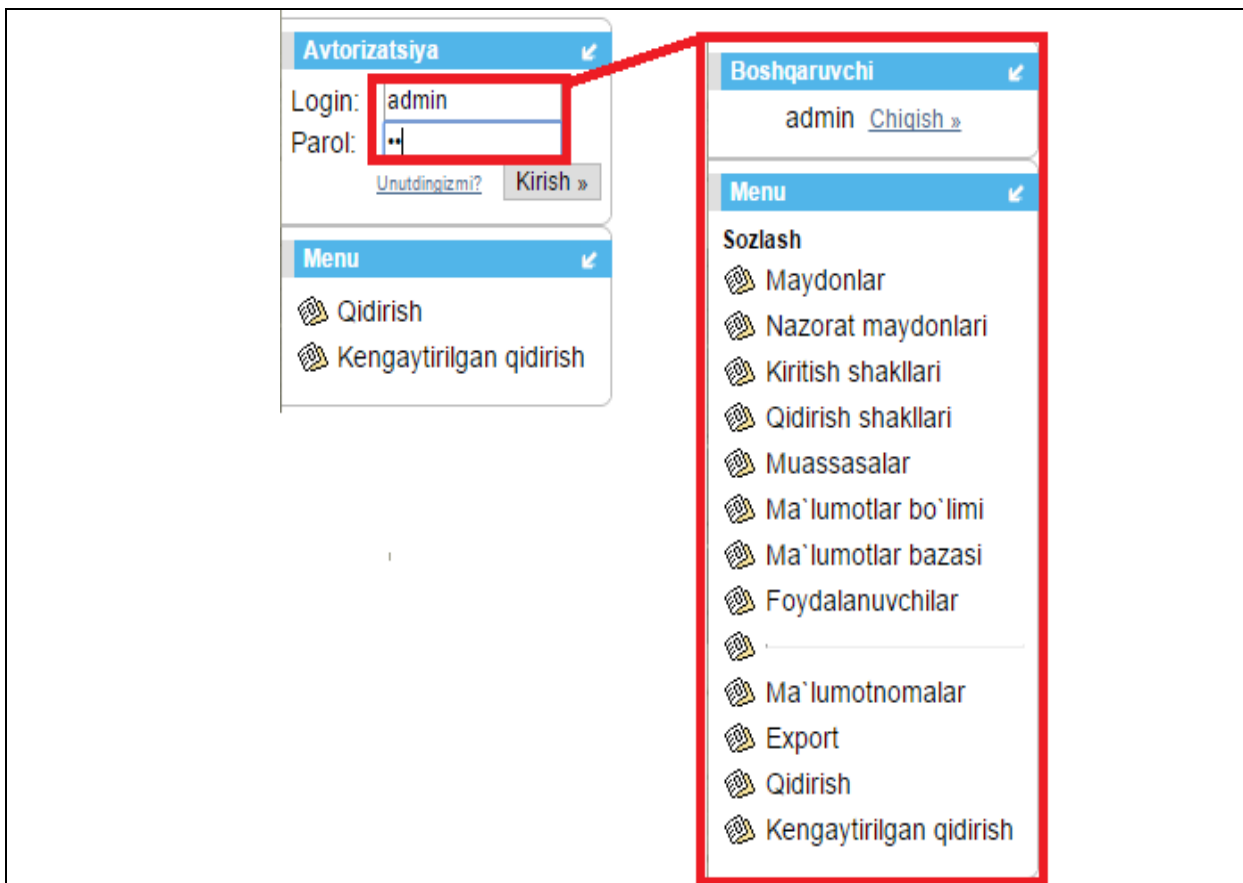 Avtorizatsiya
Login: admin
Parol: ••
Unutdingizmi? Kirish »
Menu
Qidirish
Kengaytirilgan qidirish
Boshqaruvchi
admin Chiqish »
Menu
Sozlash
Maydonlar
Nazorat maydonlari
Kiritish shakllari
Qidirish shakllari
Muassasalar
Ma`lumotlar bo`limi
Ma`lumotlar bazasi
Foydalanuvchilar
Ma`lumotnomalar
Export
Qidirish
Kengaytirilgan qidirish